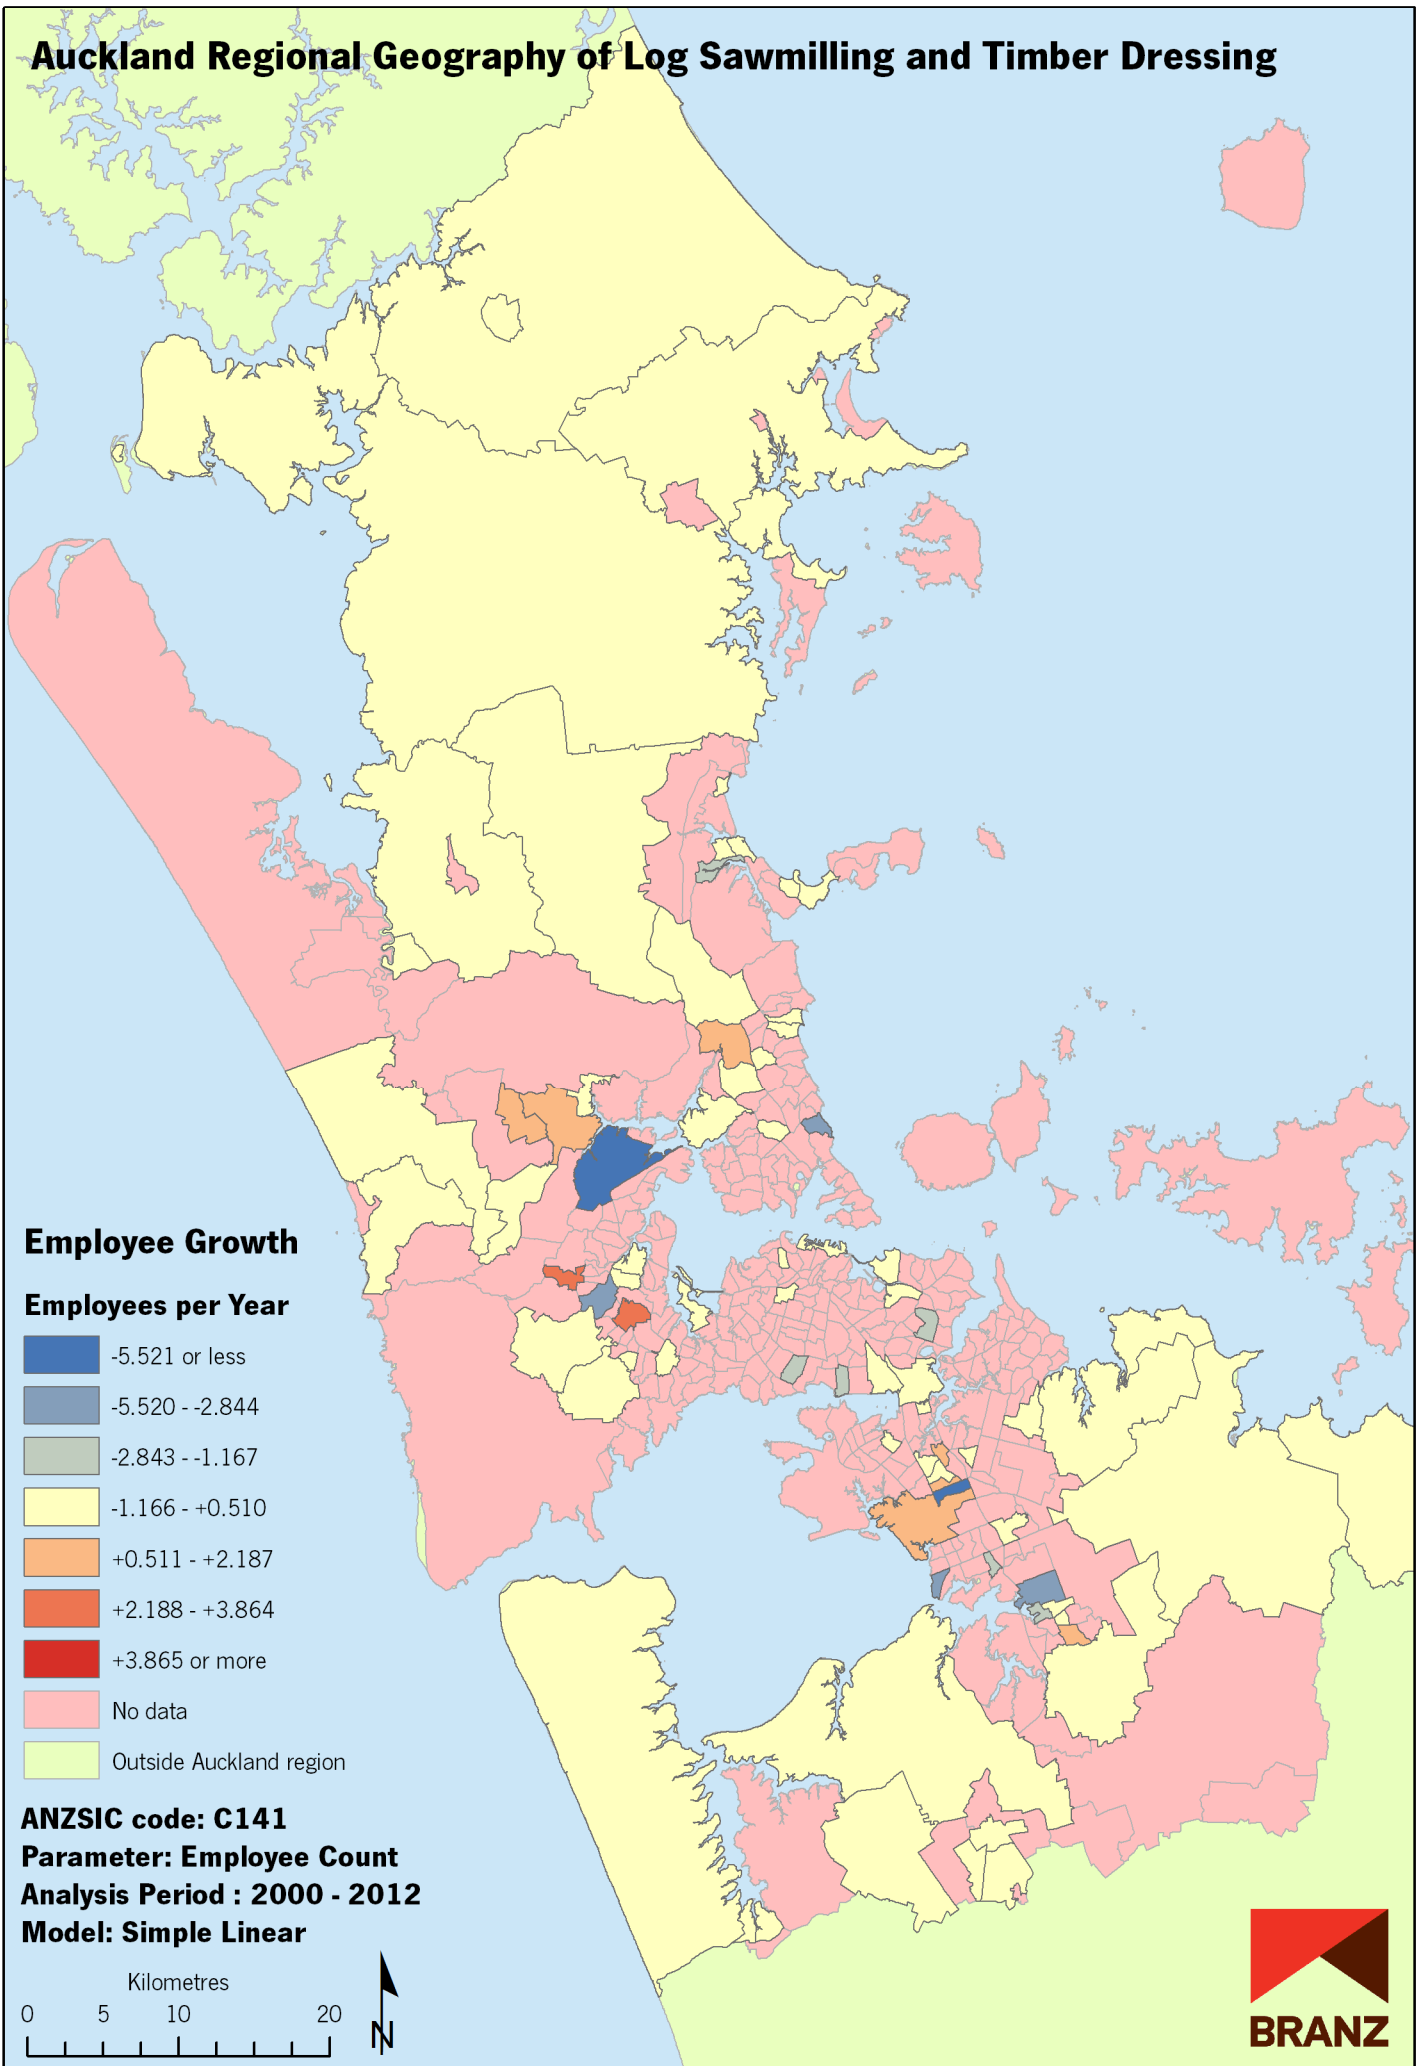 Auckland Regional Geography of Log Sawmilling and Timber Dressing
Employee Growth
Employees per Year
-5.521 or less
-5.520 - -2.844
-2.843 - -1.167
-1.166 - +0.510
+0.511 - +2.187
+2.188 - +3.864
+3.865 or more
No data
Outside Auckland region
ANZSIC code: C141
Parameter: Employee Count
Analysis Period : 2000 - 2012
Model: Simple Linear
Kilometres
0 5 10 20
N
BRANZ